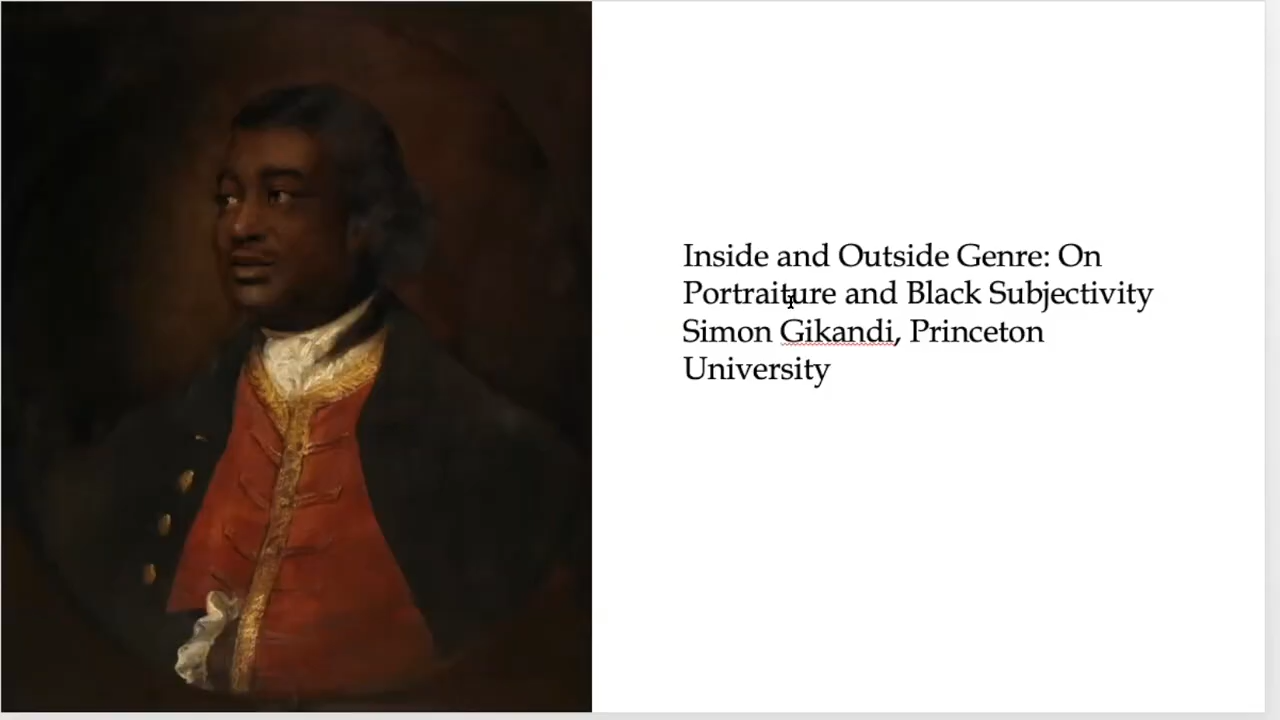 Inside and Outside Genre: On
Portraiture and Black Subjectivity
Simon Gikandi, Princeton
University